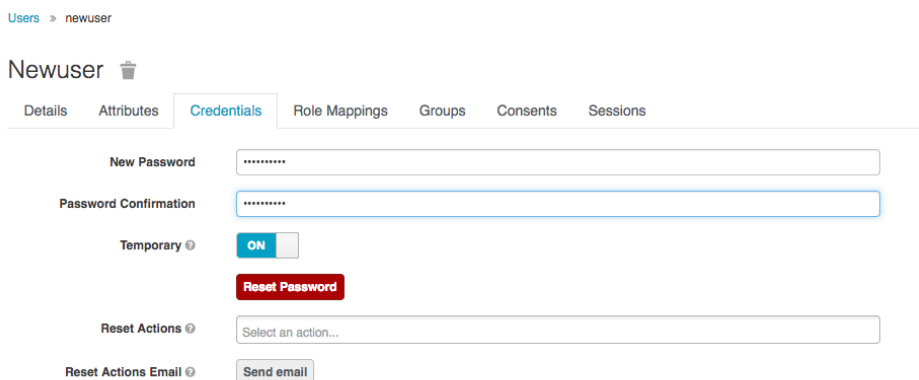 Users » newuser
Newuser
Details Attributes Credentials Role Mappings Groups Consents Sessions
New Password ••••••••••
Password Confirmation ••••••••••
Temporary ON
Reset Password
Reset Actions Select an action...
Reset Actions Email Send email